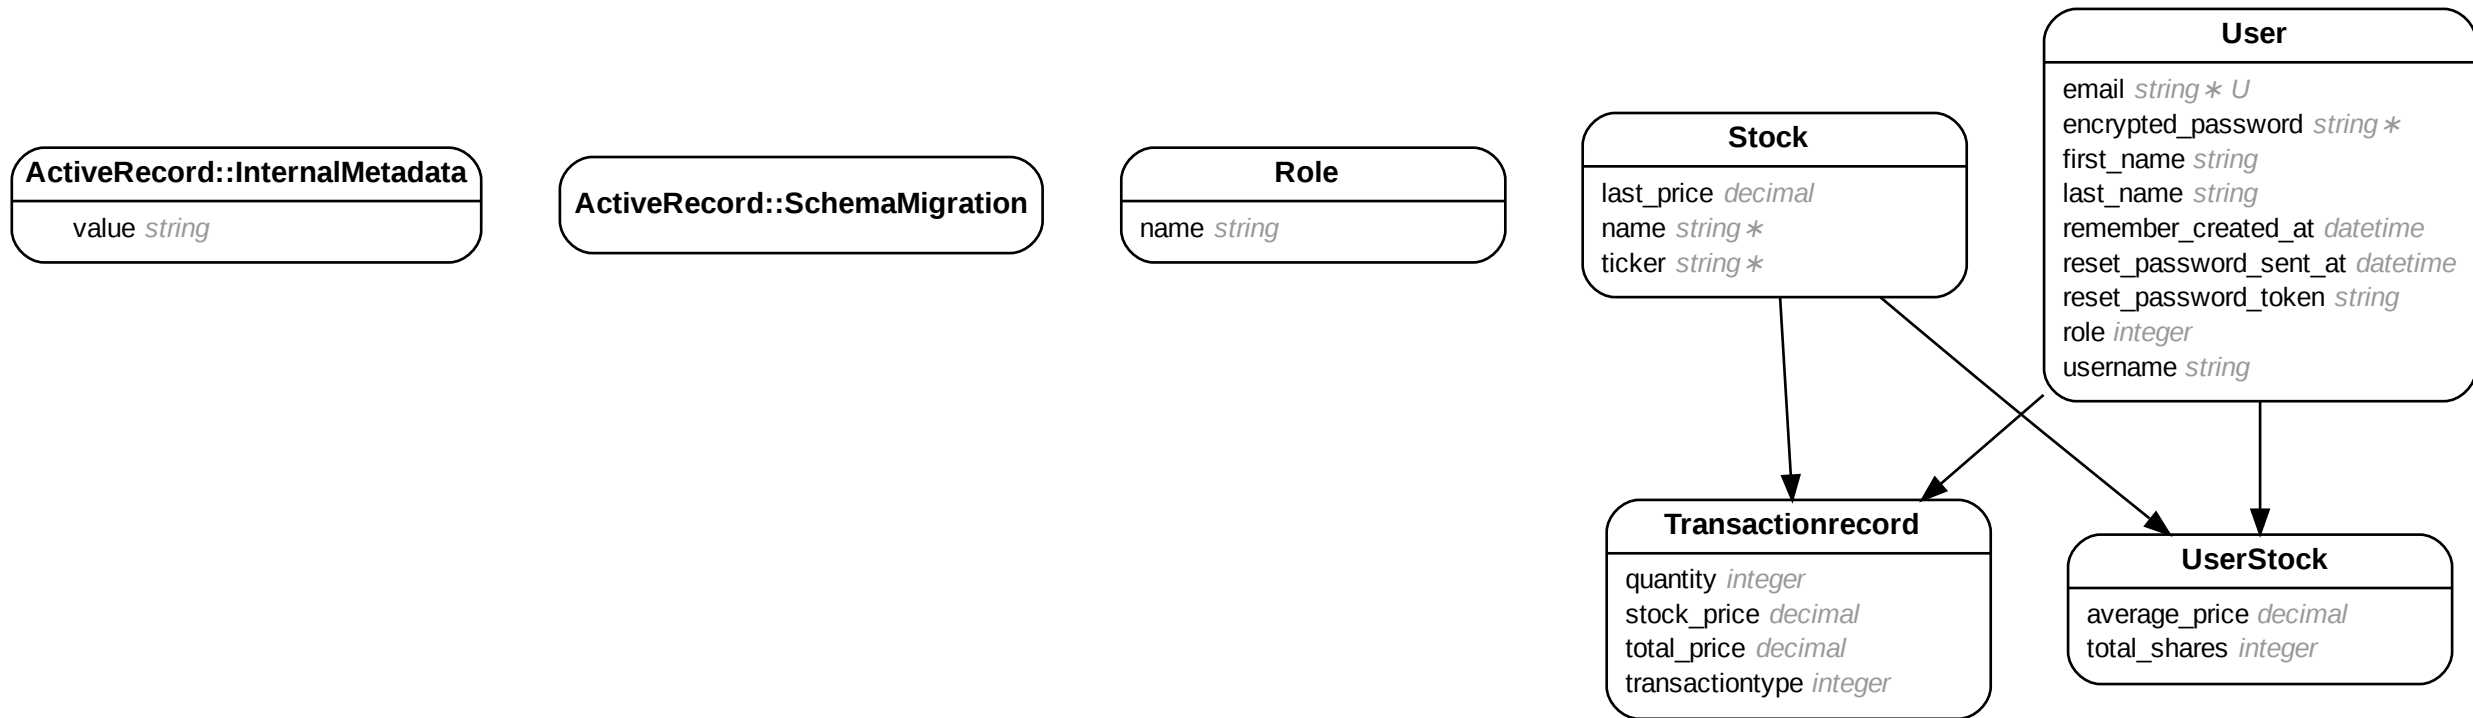 ActiveRecord::InternalMetadata
value string
ActiveRecord::SchemaMigration
Role
name string
Stock
last_price decimal
name string ∗
ticker string ∗
User
email string ∗ U
encrypted_password string ∗
first_name string
last_name string
remember_created_at datetime
reset_password_sent_at datetime
reset_password_token string
role integer
username string
Transactionrecord
quantity integer
stock_price decimal
total_price decimal
transactiontype integer
UserStock
average_price decimal
total_shares integer